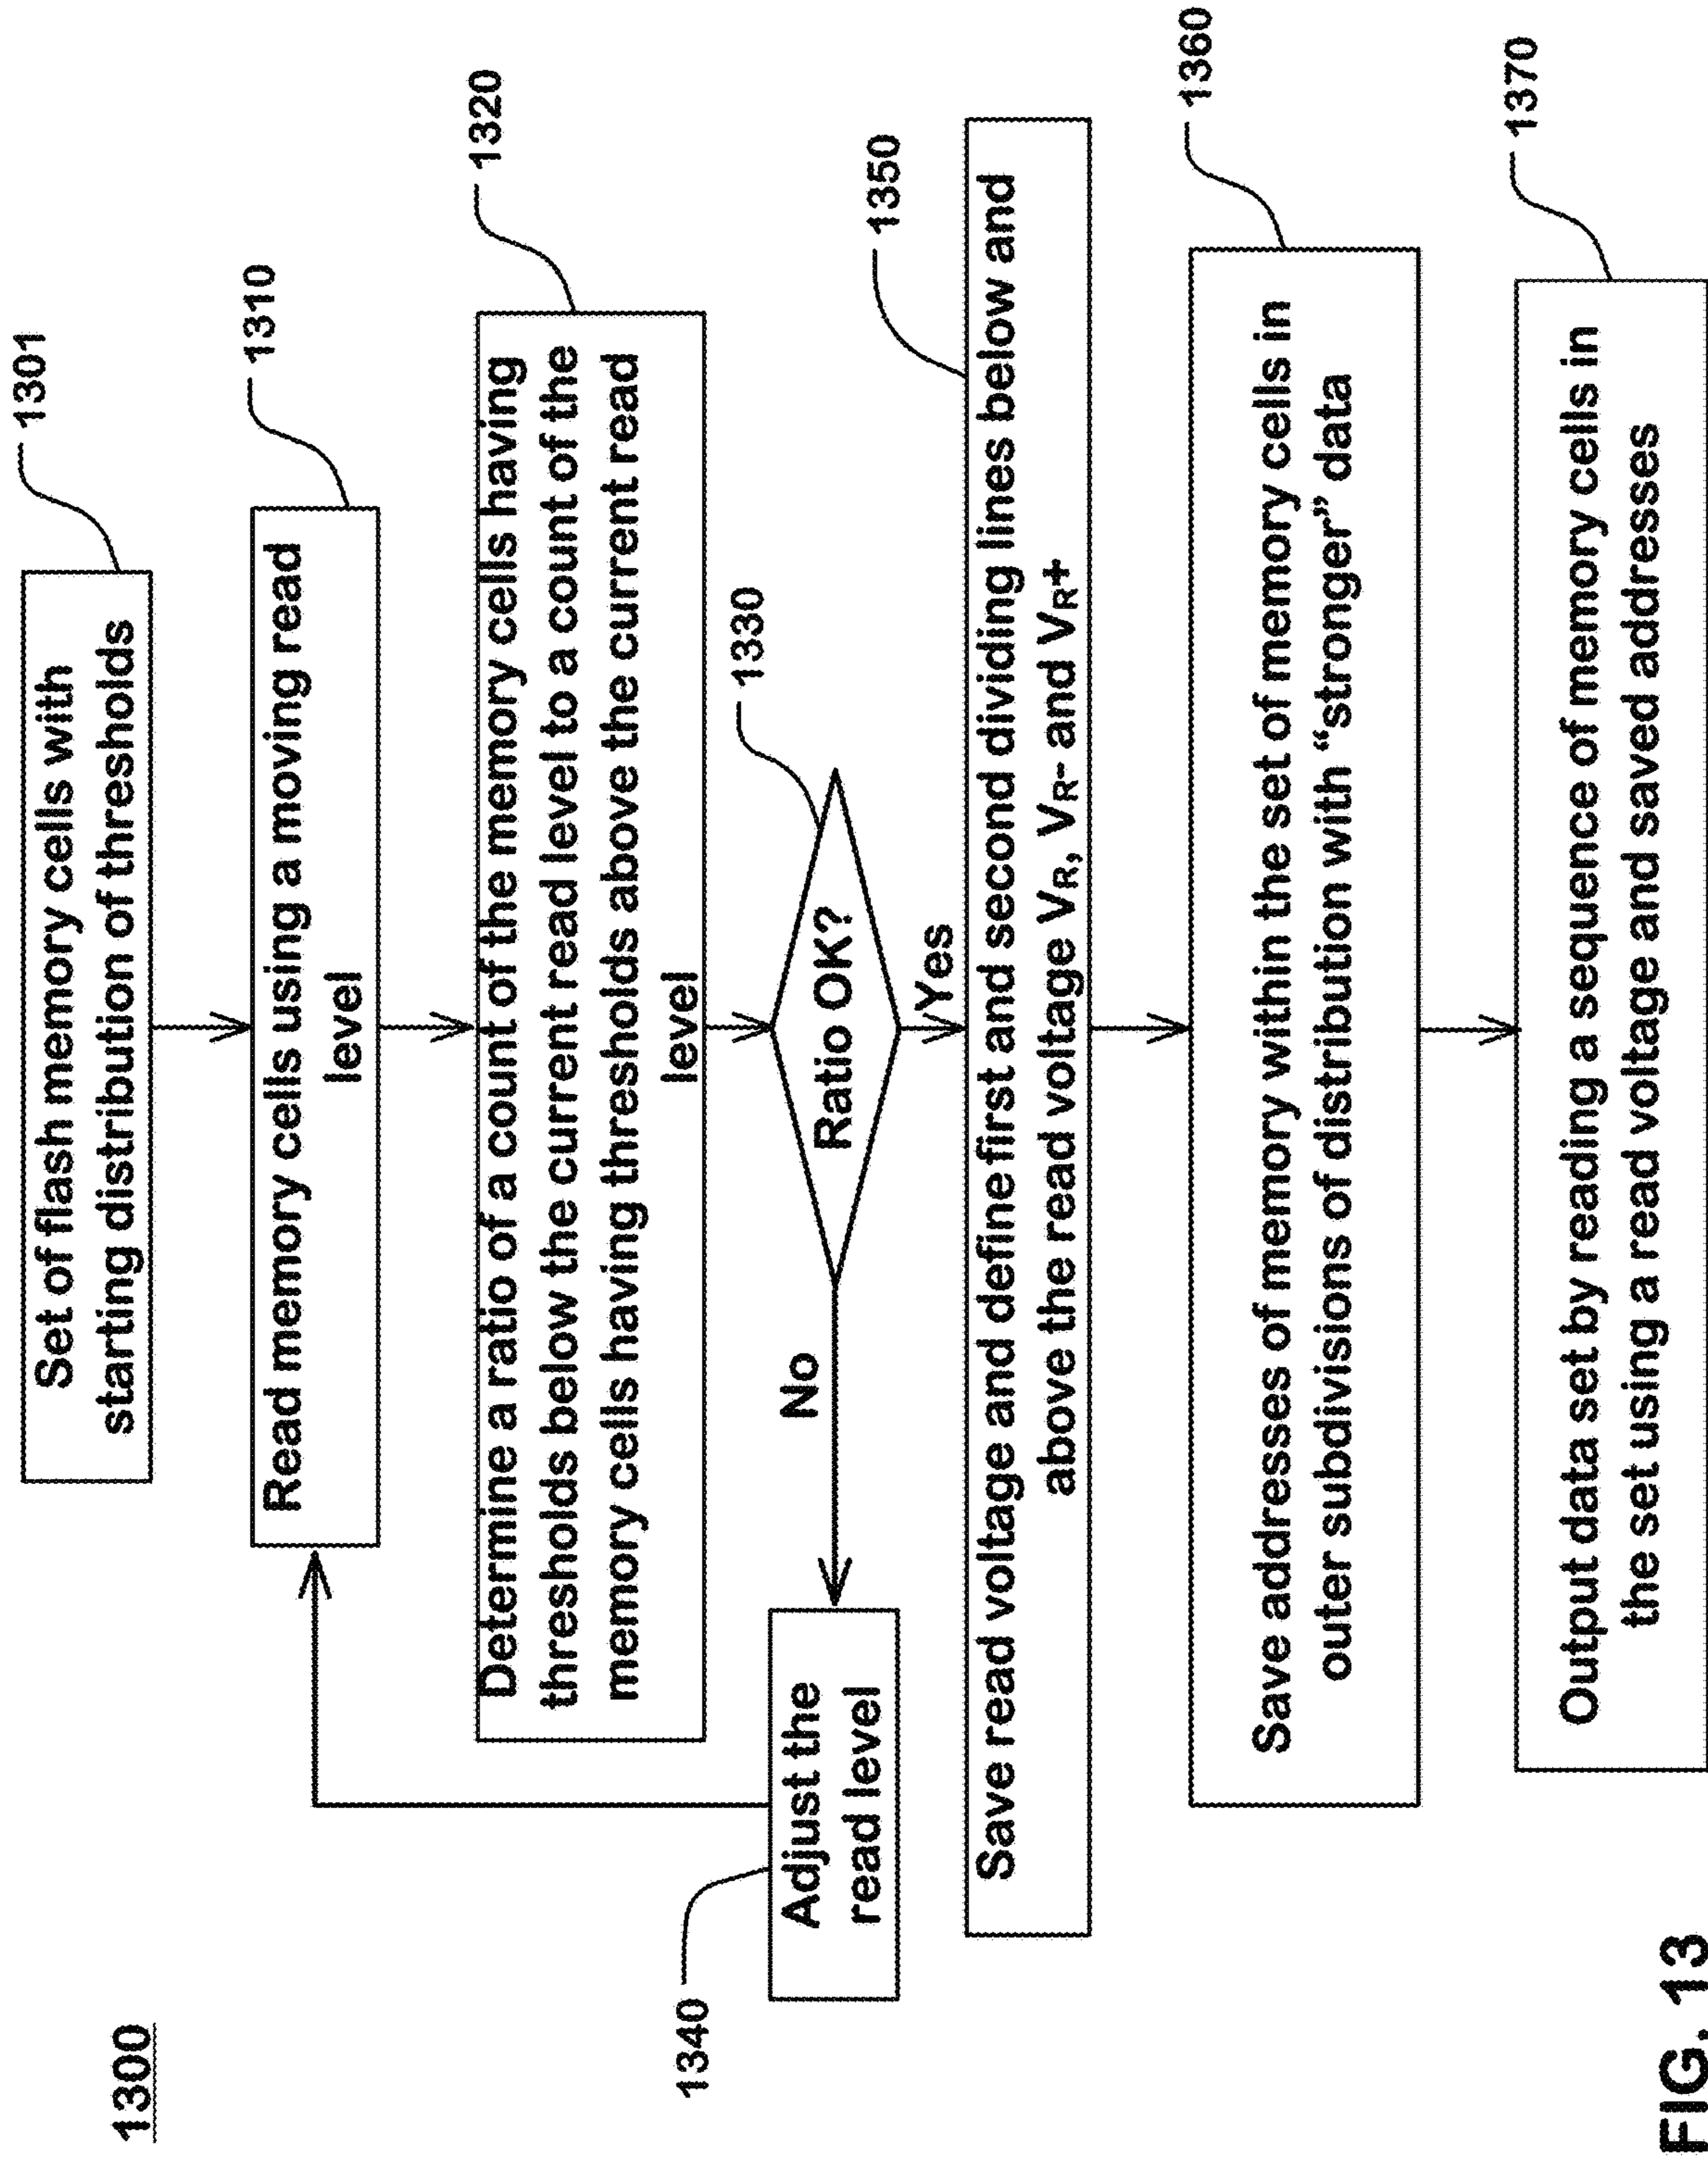 1300
Set of flash memory cells with
starting distribution of thresholds
1301
Read memory cells using a moving read
level
1310
Determine a ratio of a count of the memory cells having
thresholds below the current read level to a count of the
memory cells having thresholds above the current read
level
1320
Ratio OK?
1330
No
Yes
Adjust the
read level
1340
Save read voltage and define first and second dividing lines below and
above the read voltage VR, VR- and VR+
1350
Save addresses of memory within the set of memory cells in
outer subdivisions of distribution with “stronger” data
1360
Output data set by reading a sequence of memory cells in
the set using a read voltage and saved addresses
1370
FIG. 13